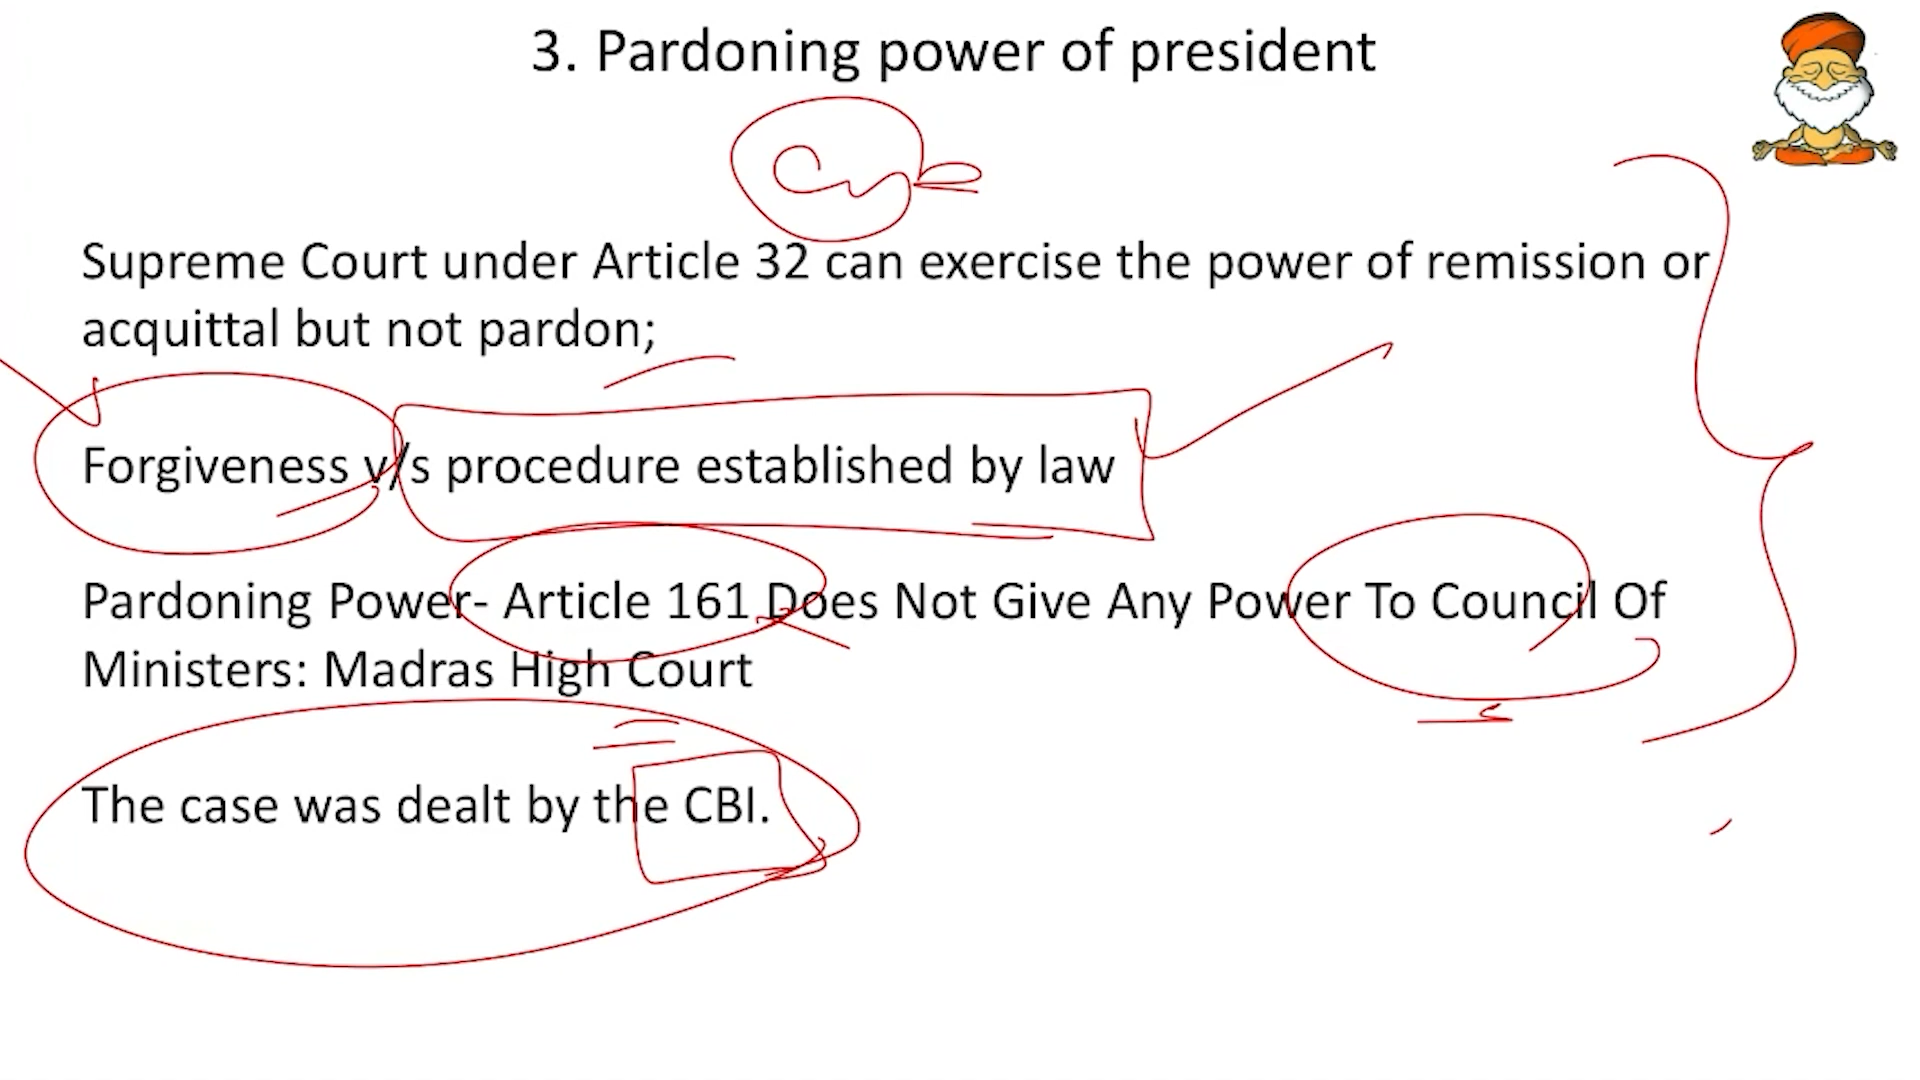 3. Pardoning power of president
Supreme Court under Article 32 can exercise the power of remission or
acquittal but not pardon;
Forgiveness v/s procedure established by law
Pardoning Power- Article 161 Does Not Give Any Power To Council Of
Ministers: Madras High Court
The case was dealt by the CBI.